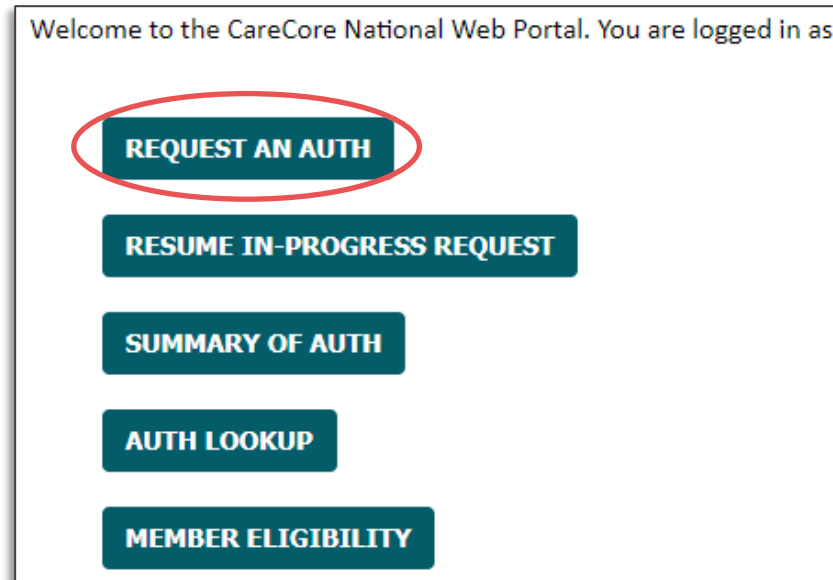 Welcome to the CareCore National Web Portal. You are logged in as
REQUEST AN AUTH
RESUME IN-PROGRESS REQUEST
SUMMARY OF AUTH
AUTH LOOKUP
MEMBER ELIGIBILITY